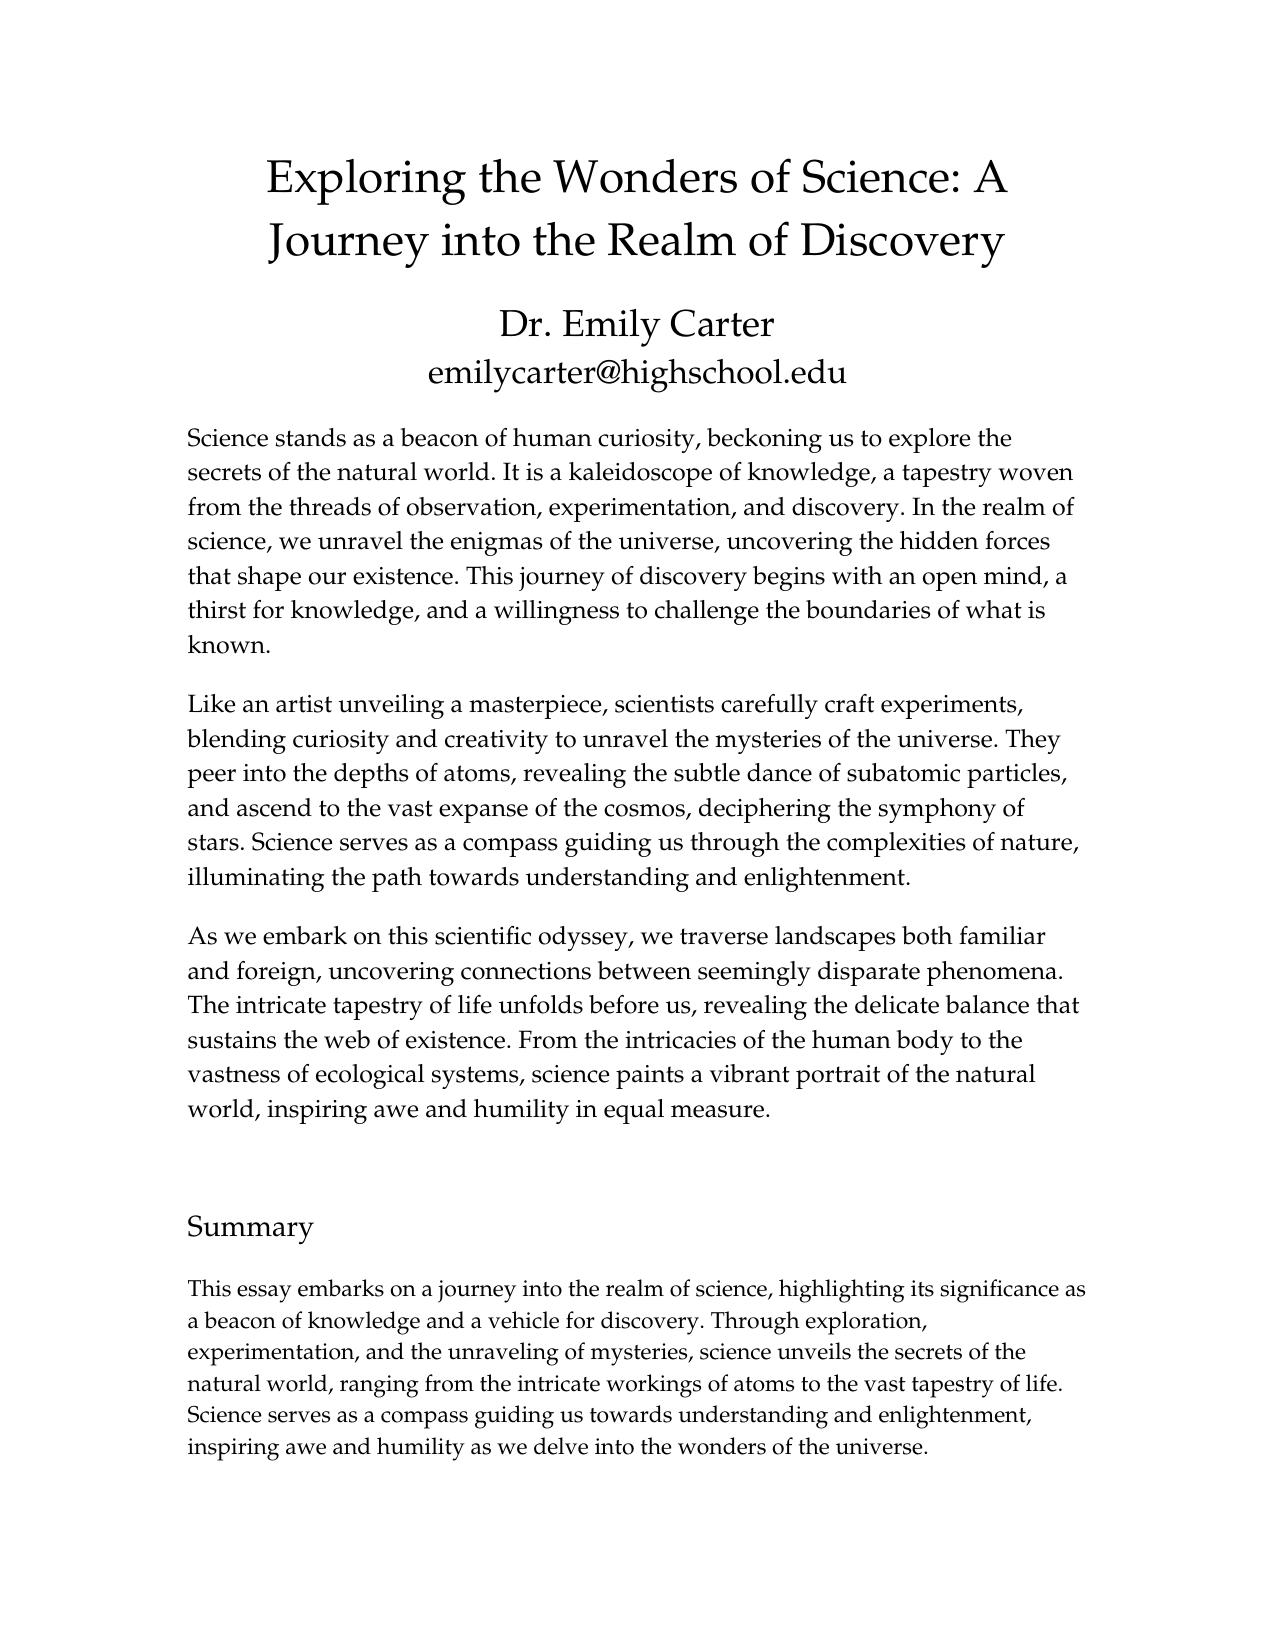 Exploring the Wonders of Science: A
Journey into the Realm of Discovery
Dr. Emily Carter
emilycarter@highschool.edu
Science stands as a beacon of human curiosity, beckoning us to explore the
secrets of the natural world. It is a kaleidoscope of knowledge, a tapestry woven
from the threads of observation, experimentation, and discovery. In the realm of
science, we unravel the enigmas of the universe, uncovering the hidden forces
that shape our existence. This journey of discovery begins with an open mind, a
thirst for knowledge, and a willingness to challenge the boundaries of what is
known.
Like an artist unveiling a masterpiece, scientists carefully craft experiments,
blending curiosity and creativity to unravel the mysteries of the universe. They
peer into the depths of atoms, revealing the subtle dance of subatomic particles,
and ascend to the vast expanse of the cosmos, deciphering the symphony of
stars. Science serves as a compass guiding us through the complexities of nature,
illuminating the path towards understanding and enlightenment.
As we embark on this scientific odyssey, we traverse landscapes both familiar
and foreign, uncovering connections between seemingly disparate phenomena.
The intricate tapestry of life unfolds before us, revealing the delicate balance that
sustains the web of existence. From the intricacies of the human body to the
vastness of ecological systems, science paints a vibrant portrait of the natural
world, inspiring awe and humility in equal measure.
Summary
This essay embarks on a journey into the realm of science, highlighting its significance as
a beacon of knowledge and a vehicle for discovery. Through exploration,
experimentation, and the unraveling of mysteries, science unveils the secrets of the
natural world, ranging from the intricate workings of atoms to the vast tapestry of life.
Science serves as a compass guiding us towards understanding and enlightenment,
inspiring awe and humility as we delve into the wonders of the universe.